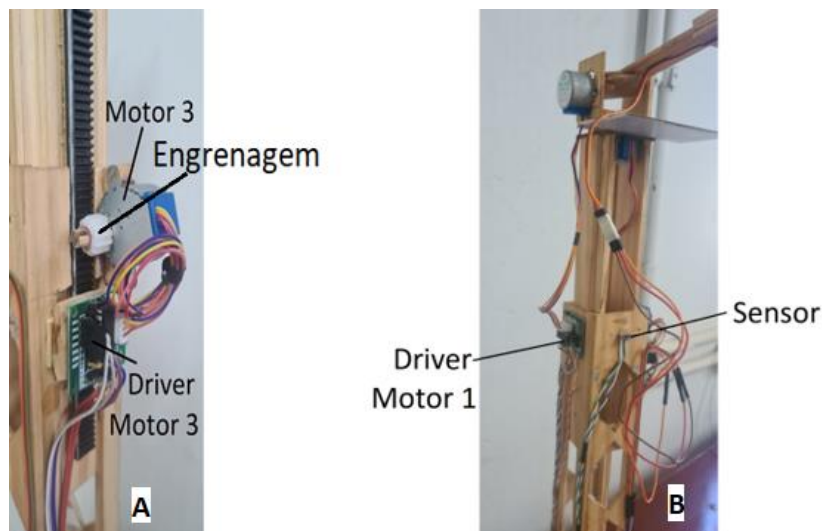 Motor 3
Engrenagem
Driver
Motor 3
A
Sensor
Driver
Motor 1
B